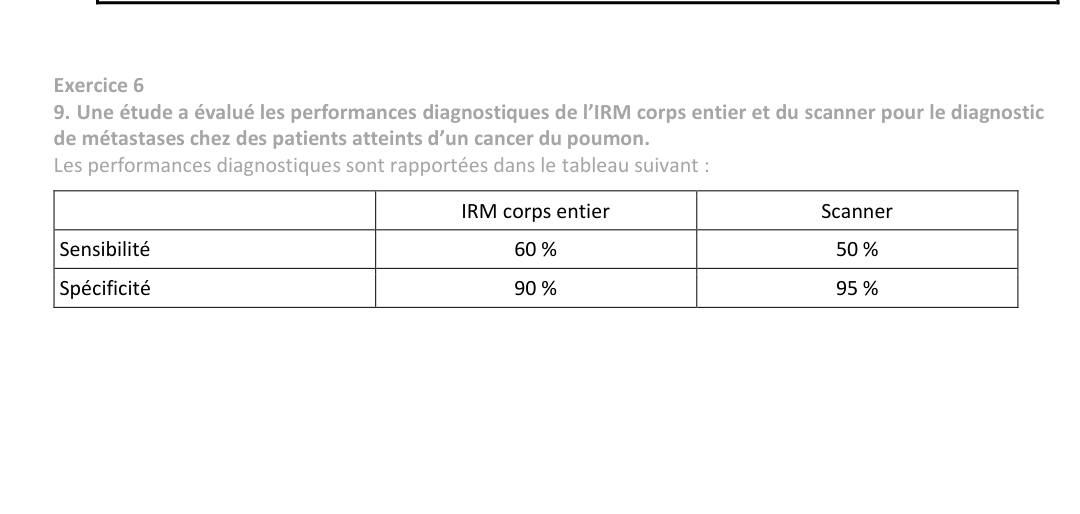 Exercice 6
9. Une étude a évalué les performances diagnostiques de l’IRM corps entier et du scanner pour le diagnostic
de métastases chez des patients atteints d’un cancer du poumon.
Les performances diagnostiques sont rapportées dans le tableau suivant :
IRM corps entier Scanner
Sensibilité 60 % 50 %
Spécificité 90 % 95 %